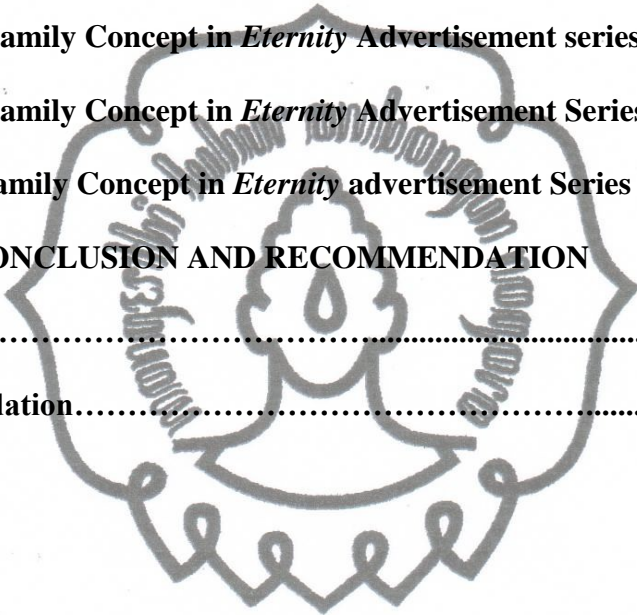 amily Concept in Eternity Advertisement series
amily Concept in Eternity Advertisement Series
amily Concept in Eternity advertisement Series
ONCLUSION AND RECOMMENDATION
…………………………………..................................
lation……………………………………………......